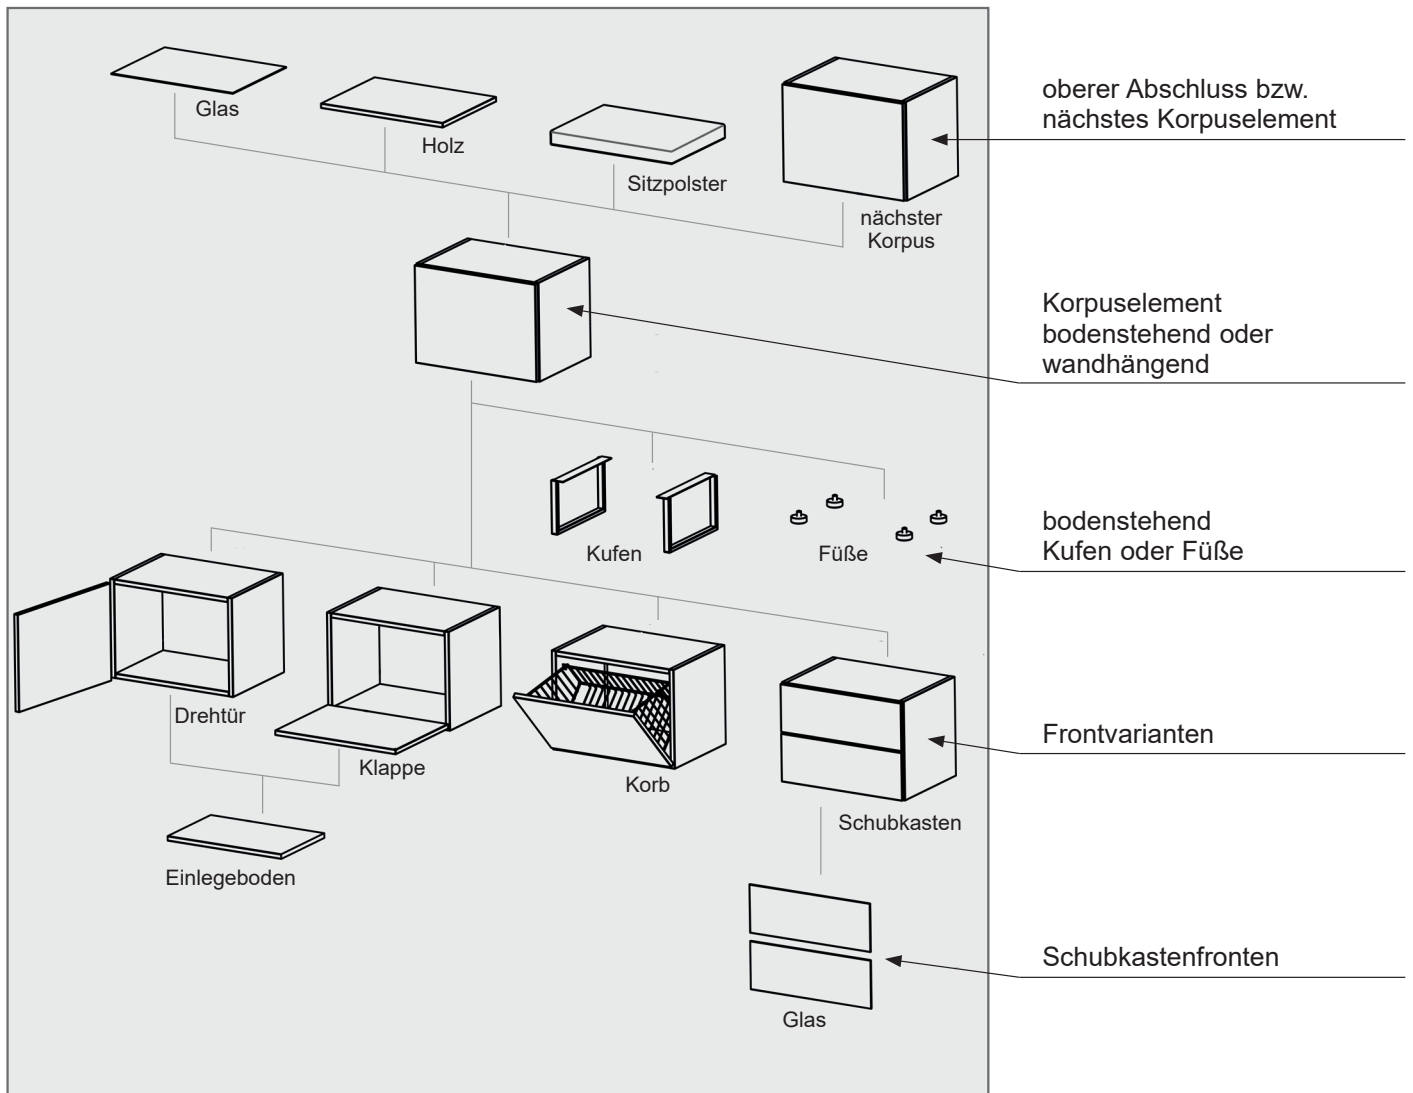 Glas
Holz
Sitzpolster
nächster
Korpus
oberer Abschluss bzw.
nächstes Korpuselement
Korpuselement
bodenstehend oder
wandhängend
Kufen
Füße
bodenstehend
Kufen oder Füße
Drehtür
Klappe
Korb
Schubkasten
Frontvarianten
Einlegeboden
Glas
Schubkastenfronten